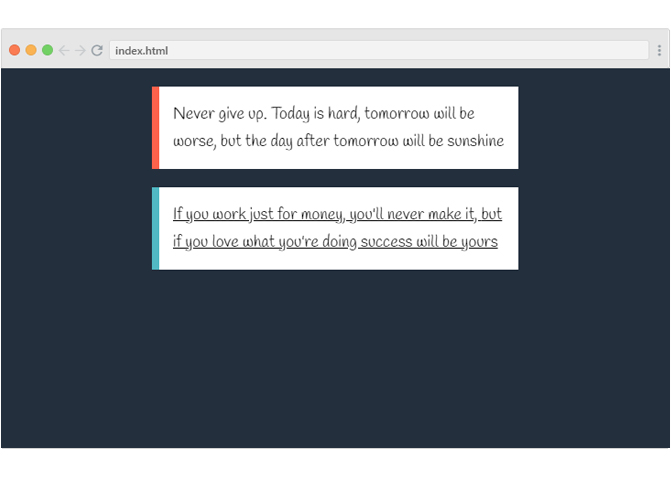 index.html
Never give up. Today is hard, tomorrow will be
worse, but the day after tomorrow will be sunshine
If you work just for money, you'll never make it, but
if you love what you're doing success will be yours